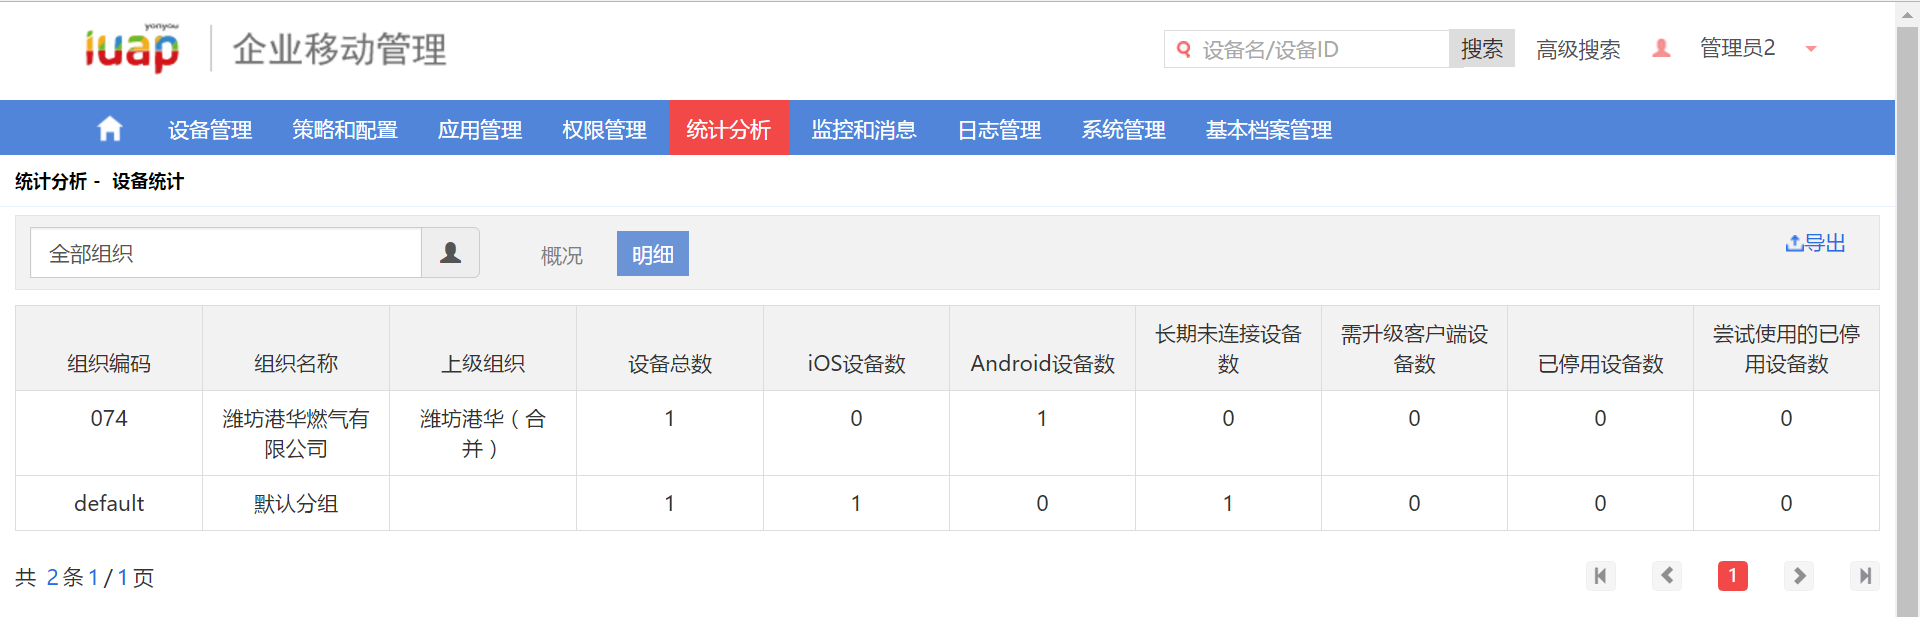 yonyou
iuap 企业移动管理
设备名/设备ID 搜索 高级搜索 管理员2
设备管理 策略和配置 应用管理 权限管理 统计分析 监控和消息 日志管理 系统管理 基本档案管理
统计分析 - 设备统计
全部组织 概况 明细 导出
组织编码 组织名称 上级组织 设备总数 iOS设备数 Android设备数 长期未连接设备数 需升级客户端设备数 已停用设备数 尝试使用的已停用设备数
074 潍坊港华燃气有限公司 潍坊港华（合并） 1 0 1 0 0 0 0
default 默认分组 1 1 0 1 0 0 0
共 2条1/1页 1